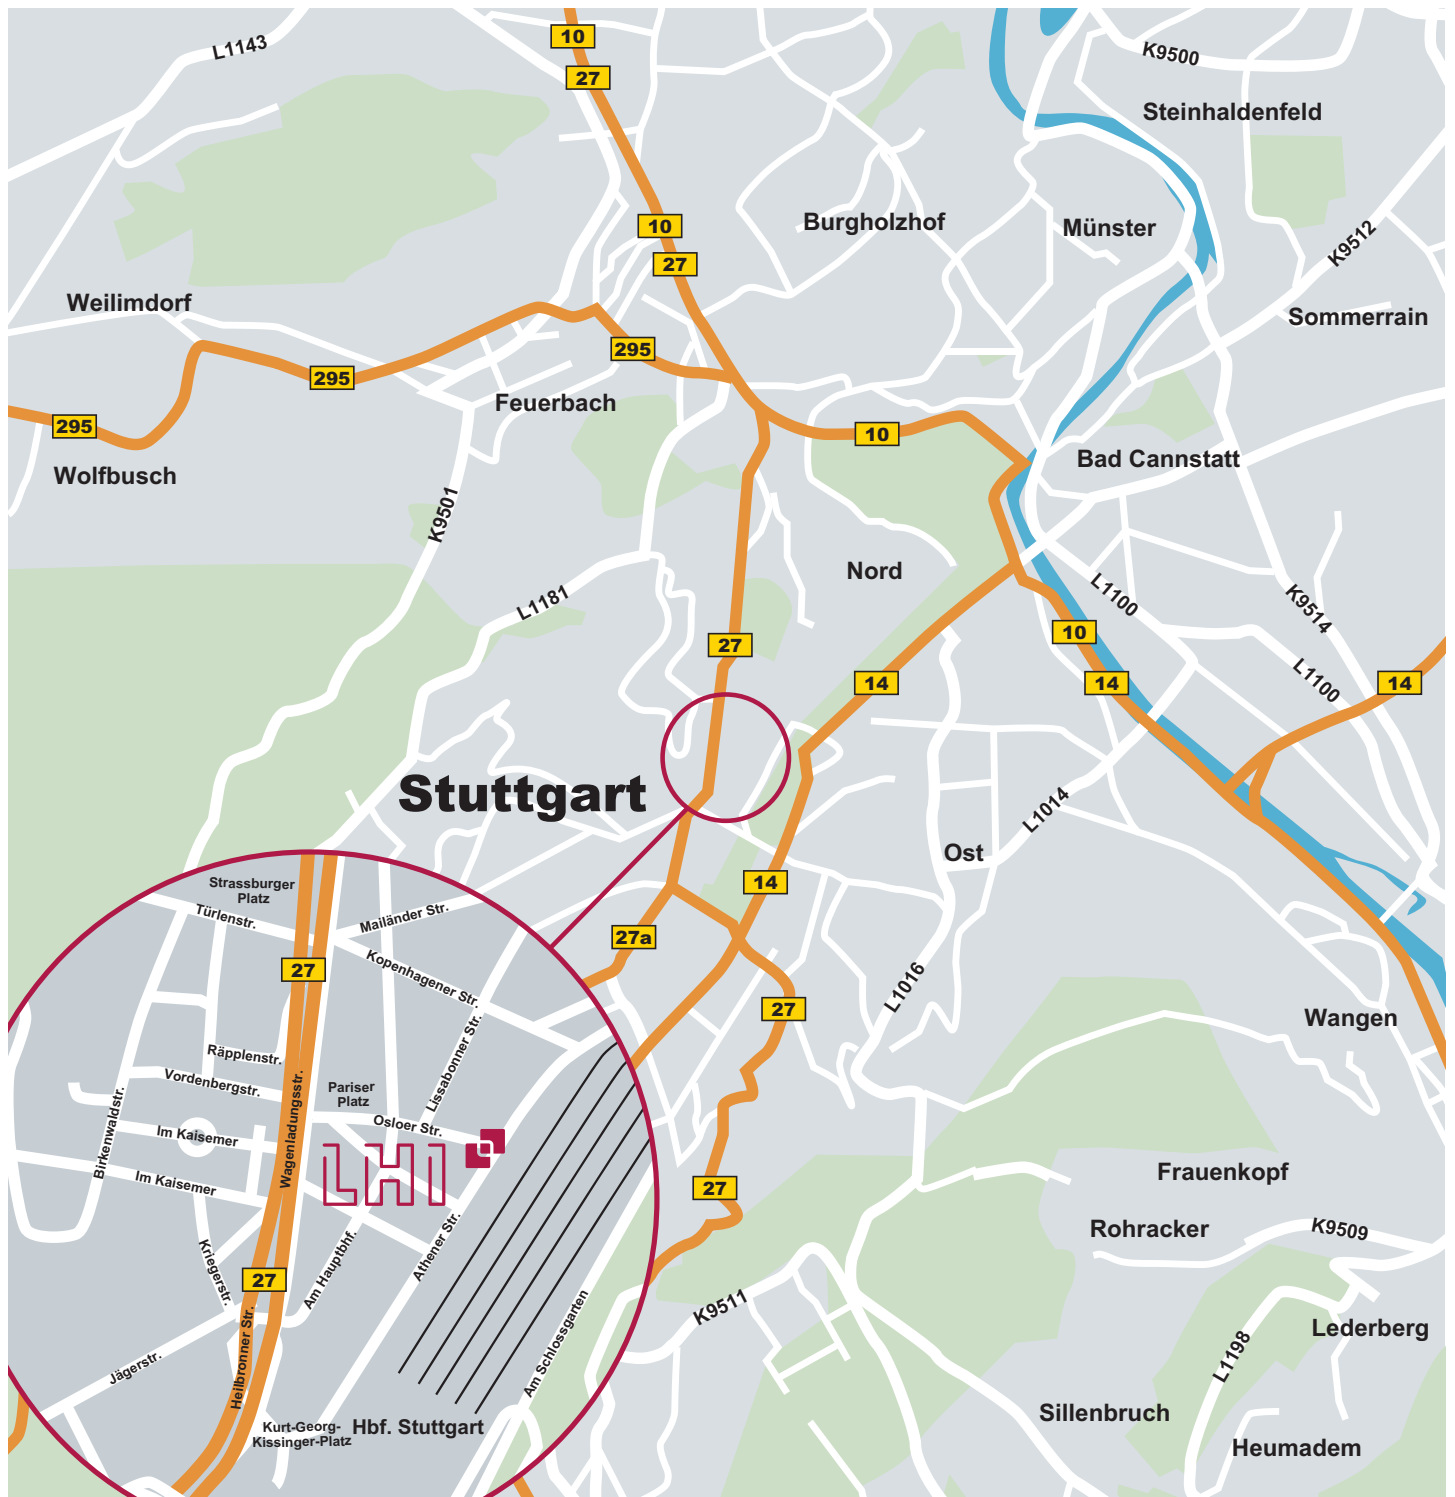 10
L1143
K9500
27
Steinhaldenfeld
Burgholzhof
10
Münster
K9512
27
Weilimdorf
Sommerrain
295
295
Feuerbach
295
10
Bad Cannstatt
Wolfbusch
K9501
Nord
L1181
L1100
K9514
10
27
L1100
14
14
14
Stuttgart
L1014
Ost
14
Strassburger
Platz
Türlenstr.
Mailänder Str.
27a
27
Kopenhagener Str.
L1016
27
Wangen
Lissabonner Str.
Räpplenstr.
Vordenbergstr.
Pariser
Platz
Wagenladungsstr.
Birkenwaldstr.
Osloer Str.
Im Kaisemer
LHI
Im Kaisemer
Frauenkopf
27
Rohracker
K9509
Athener Str.
Kriegerstr.
Am Hauptbhf.
27
K9511
Am Schlossgarten
Lederberg
Heilbronner Str.
L1198
Jägerstr.
Sillenbruch
Kurt-Georg-
Kissinger-Platz
Hbf. Stuttgart
Heumadem